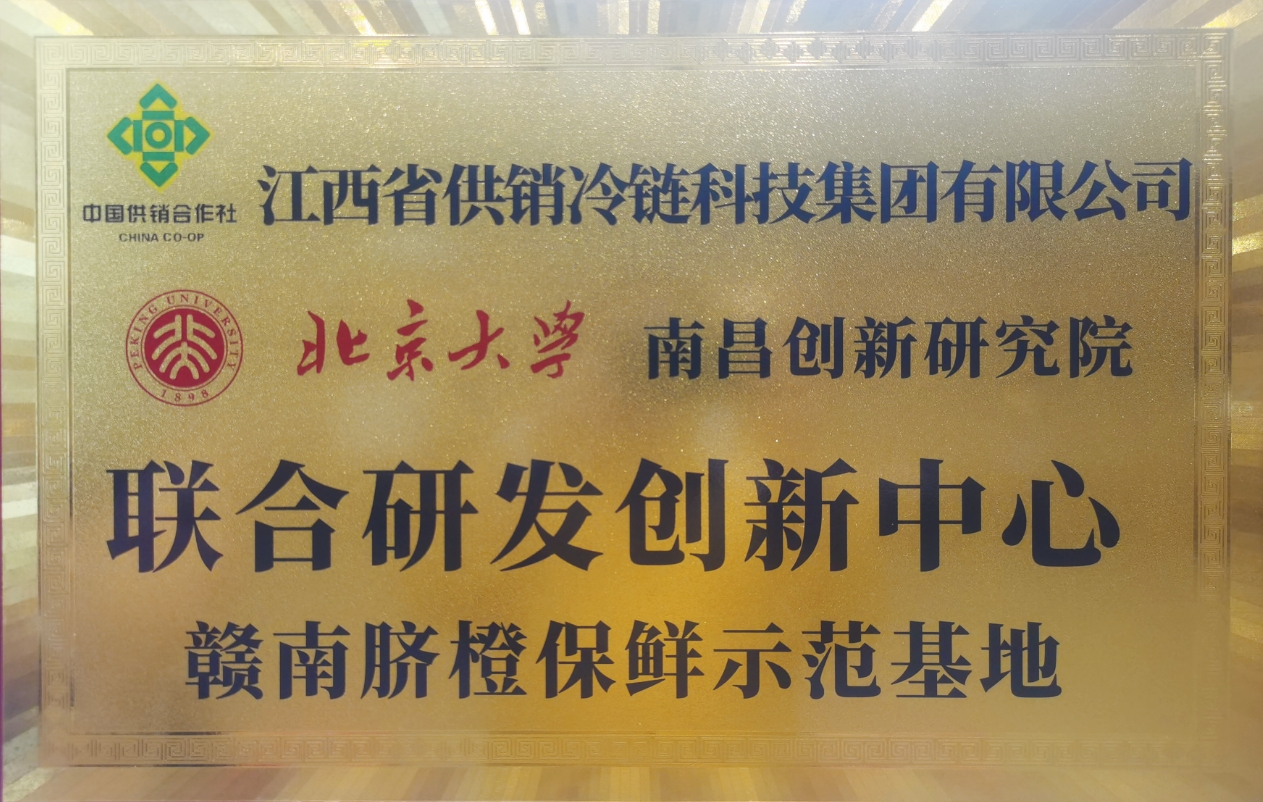 中国供销合作社
CHINA CO-OP
江西省供销冷链科技集团有限公司
PEKING UNIVERSITY
1898
北京大学 南昌创新研究院
联合研发创新中心
赣南脐橙保鲜示范基地